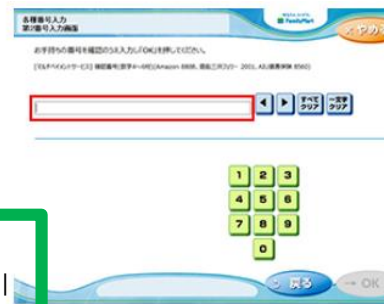 各種番号入力
第2番号入力画面
FamilyMart
× やめる
お手持ちの番号を確認のうえ入力し「OK」を押してください。
◀ ▶ すべてクリア 一文字クリア
1 2 3
4 5 6
7 8 9
0
戻る → OK